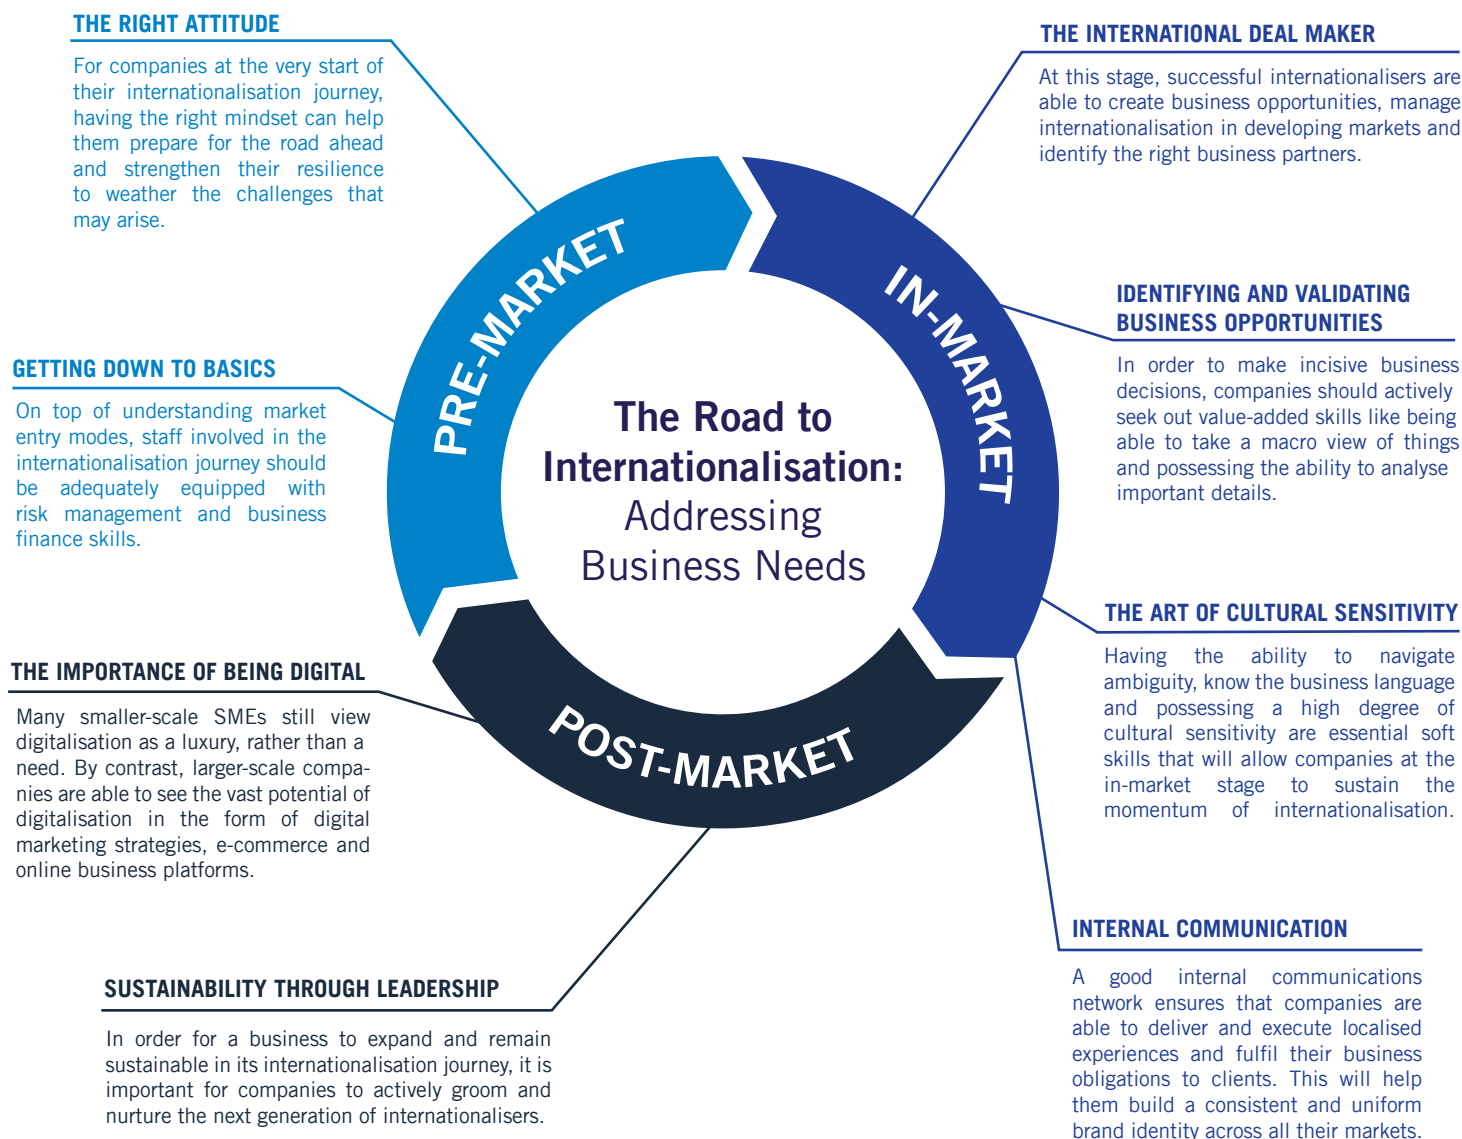 THE RIGHT ATTITUDE
For companies at the very start of
their internationalisation journey,
having the right mindset can help
them prepare for the road ahead
and strengthen their resilience
to weather the challenges that
may arise.
GETTING DOWN TO BASICS
On top of understanding market
entry modes, staff involved in the
internationalisation journey should
be adequately equipped with
risk management and business
finance skills.
THE IMPORTANCE OF BEING DIGITAL
Many smaller-scale SMEs still view
digitalisation as a luxury, rather than a
need. By contrast, larger-scale compa-
nies are able to see the vast potential of
digitalisation in the form of digital
marketing strategies, e-commerce and
online business platforms.
SUSTAINABILITY THROUGH LEADERSHIP
In order for a business to expand and remain
sustainable in its internationalisation journey, it is
important for companies to actively groom and
nurture the next generation of internationalisers.
PRE-MARKET
IN-MARKET
POST-MARKET
The Road to
Internationalisation:
Addressing
Business Needs
THE INTERNATIONAL DEAL MAKER
At this stage, successful internationalisers are
able to create business opportunities, manage
internationalisation in developing markets and
identify the right business partners.
IDENTIFYING AND VALIDATING
BUSINESS OPPORTUNITIES
In order to make incisive business
decisions, companies should actively
seek out value-added skills like being
able to take a macro view of things
and possessing the ability to analyse
important details.
THE ART OF CULTURAL SENSITIVITY
Having the ability to navigate
ambiguity, know the business language
and possessing a high degree of
cultural sensitivity are essential soft
skills that will allow companies at the
in-market stage to sustain the
momentum of internationalisation.
INTERNAL COMMUNICATION
A good internal communications
network ensures that companies are
able to deliver and execute localised
experiences and fulfil their business
obligations to clients. This will help
them build a consistent and uniform
brand identity across all their markets.